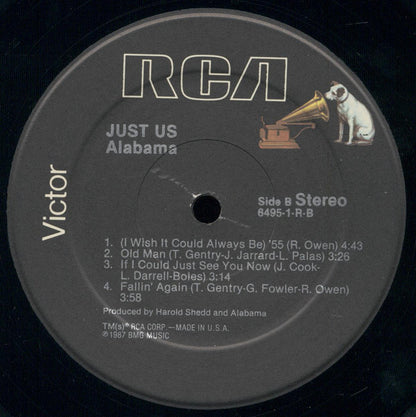 RCA
JUST US
Alabama
Victor
Side B Stereo
6495-1-R-B
1. (I Wish It Could Always Be) '55 (R. Owen) 4:43
2. Old Man (T. Gentry-J. Jarrard-L. Palas) 3:26
3. If I Could Just See You Now (J. Cook-
L. Darrell-Boles) 3:14
4. Fallin' Again (T. Gentry-G. Fowler-R. Owen)
3:58
Produced by Harold Shedd and Alabama
TM(s)® RCA CORP.—MADE IN U.S.A.
℗1987 BMG MUSIC